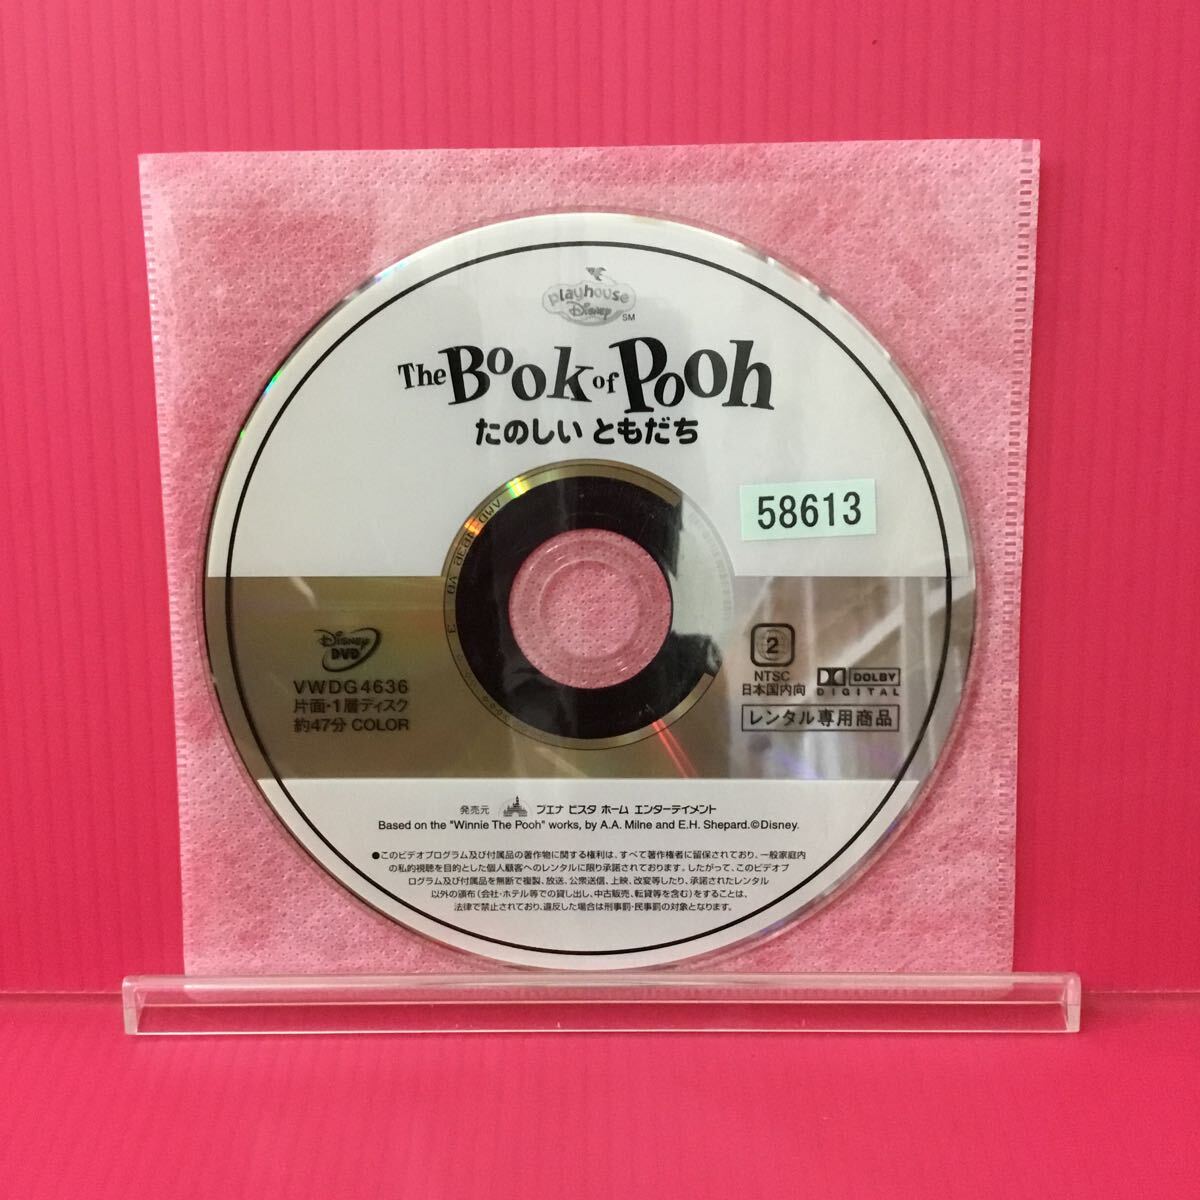 playhouse
Disney SM
The Book of Pooh
たのしい ともだち
58613
DISNEY
DVD
VWDG4636
片面・1層ディスク
約47分 COLOR
2
NTSC
日本国内向
DOLBY
DIGITAL
レンタル専用商品
発売元 ブエナ ビスタ ホーム エンターテイメント
Based on the "Winnie The Pooh" works, by A.A. Milne and E.H. Shepard.©Disney.
●このビデオプログラム及び付属品の著作物に関する権利は、すべて著作権者に留保されており、一般家庭内
の私的視聴を目的とした個人顧客へのレンタルに限り承諾されております。したがって、このビデオプ
ログラム及び付属品を無断で複製、放送、公衆送信、上映、改変等したり、承諾されたレンタル
以外の頒布(会社・ホテル等での貸し出し、中古販売、転貸等を含む)をすることは、
法律で禁止されており、違反した場合は刑事罰・民事罰の対象となります。